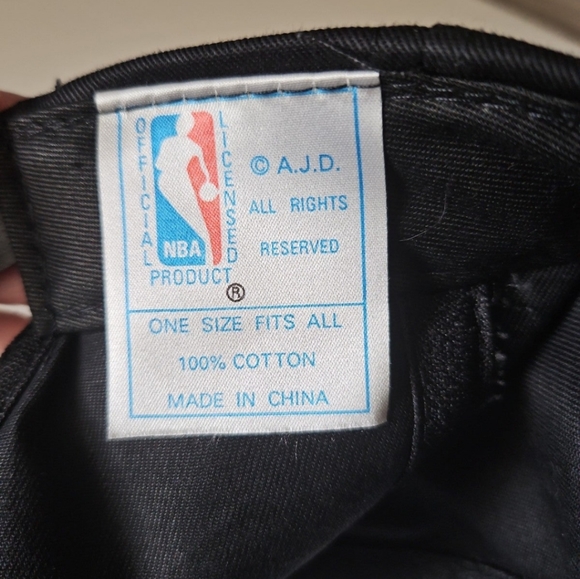 OFFICIAL
LICENSED
NBA
PRODUCT
®
© A.J.D.
ALL RIGHTS
RESERVED
ONE SIZE FITS ALL
100% COTTON
MADE IN CHINA